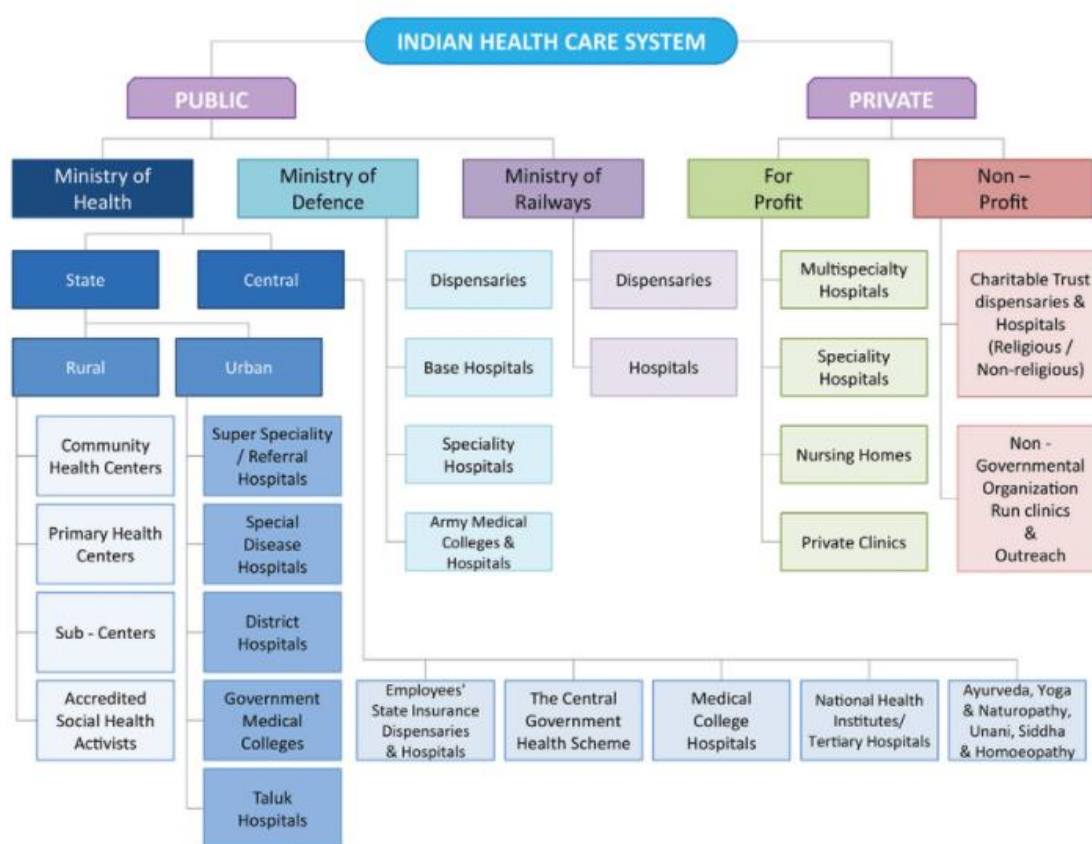 INDIAN HEALTH CARE SYSTEM
PUBLIC
PRIVATE
Ministry of
Health
Ministry of
Defence
Ministry of
Railways
For
Profit
Non –
Profit
State
Central
Rural
Urban
Community
Health Centers
Primary Health
Centers
Sub - Centers
Accredited
Social Health
Activists
Super Speciality
/ Referral
Hospitals
Special
Disease
Hospitals
District
Hospitals
Government
Medical
Colleges
Taluk
Hospitals
Dispensaries
Base Hospitals
Speciality
Hospitals
Army Medical
Colleges &
Hospitals
Dispensaries
Hospitals
Multispecialty
Hospitals
Speciality
Hospitals
Nursing Homes
Private Clinics
Charitable Trust
dispensaries &
Hospitals
(Religious /
Non-religious)
Non -
Governmental
Organization
Run clinics
&
Outreach
Employees'
State Insurance
Dispensaries
& Hospitals
The Central
Government
Health Scheme
Medical
College
Hospitals
National Health
Institutes/
Tertiary Hospitals
Ayurveda, Yoga
& Naturopathy,
Unani, Siddha
& Homoeopathy